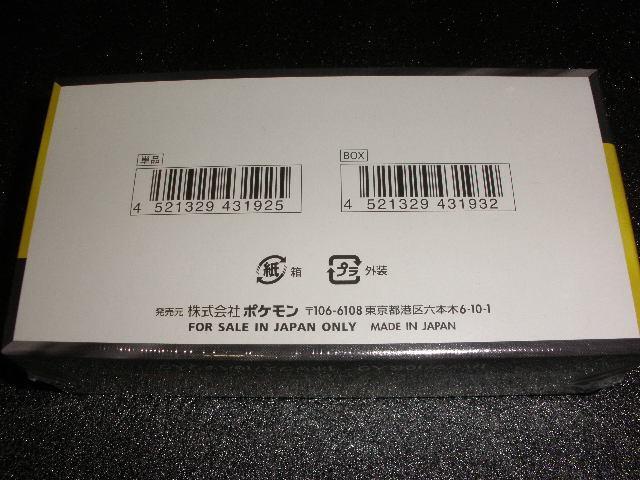 単品
BOX
4 521329 431925
4 521329 431932
紙 箱
プラ 外装
発売元 株式会社 ポケモン 〒106-6108 東京都港区六本木6-10-1
FOR SALE IN JAPAN ONLY MADE IN JAPAN